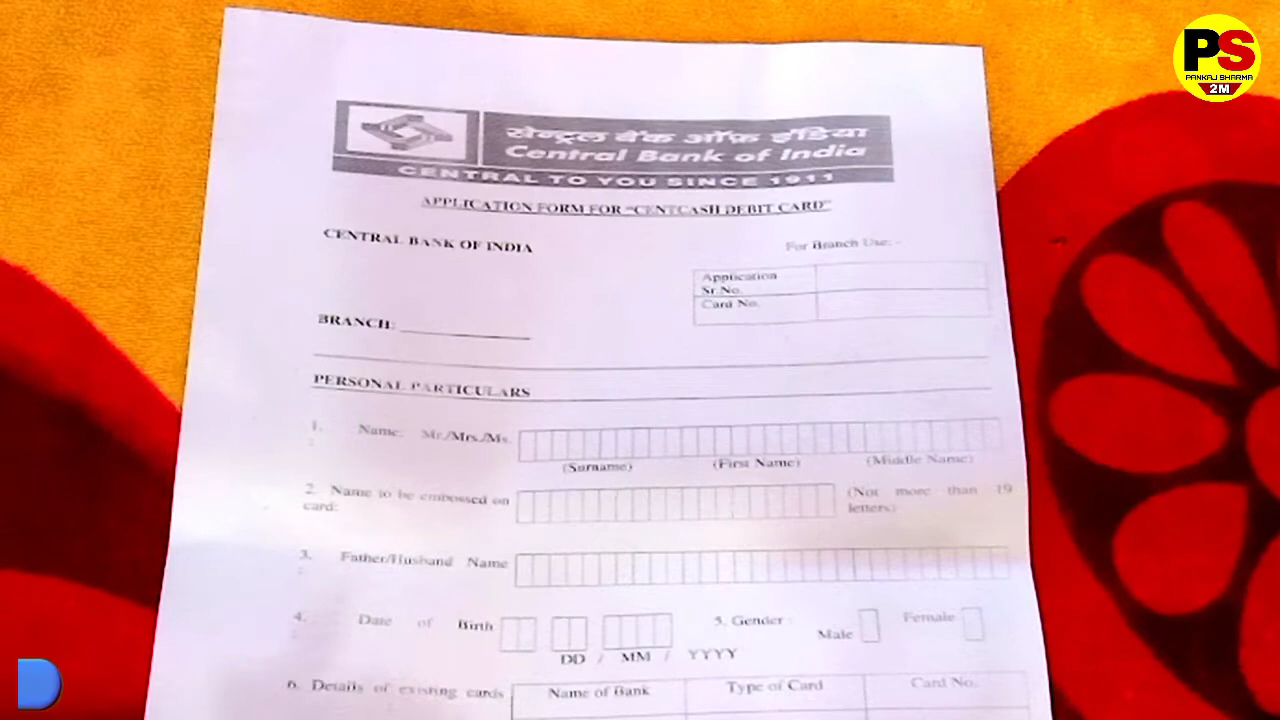 PS
PANKAJ SHARMA
2M
सेन्ट्रल बैंक ऑफ़ इंडिया
Central Bank of India
CENTRAL TO YOU SINCE 1911
APPLICATION FORM FOR "CENTCASH DEBIT CARD"
CENTRAL BANK OF INDIA
For Branch Use: -
Application
Sr.No.
Card No.
BRANCH: ______________
PERSONAL PARTICULARS
1. Name: Mr./Mrs./Ms.
:
(Surname) (First Name) (Middle Name)
2. Name to be embossed on (Not more than 19
card: letters)
3. Father/Husband Name
:
4. Date of Birth 5. Gender :
: Male Female
DD / MM / YYYY
6. Details of existing cards Name of Bank Type of Card Card No.